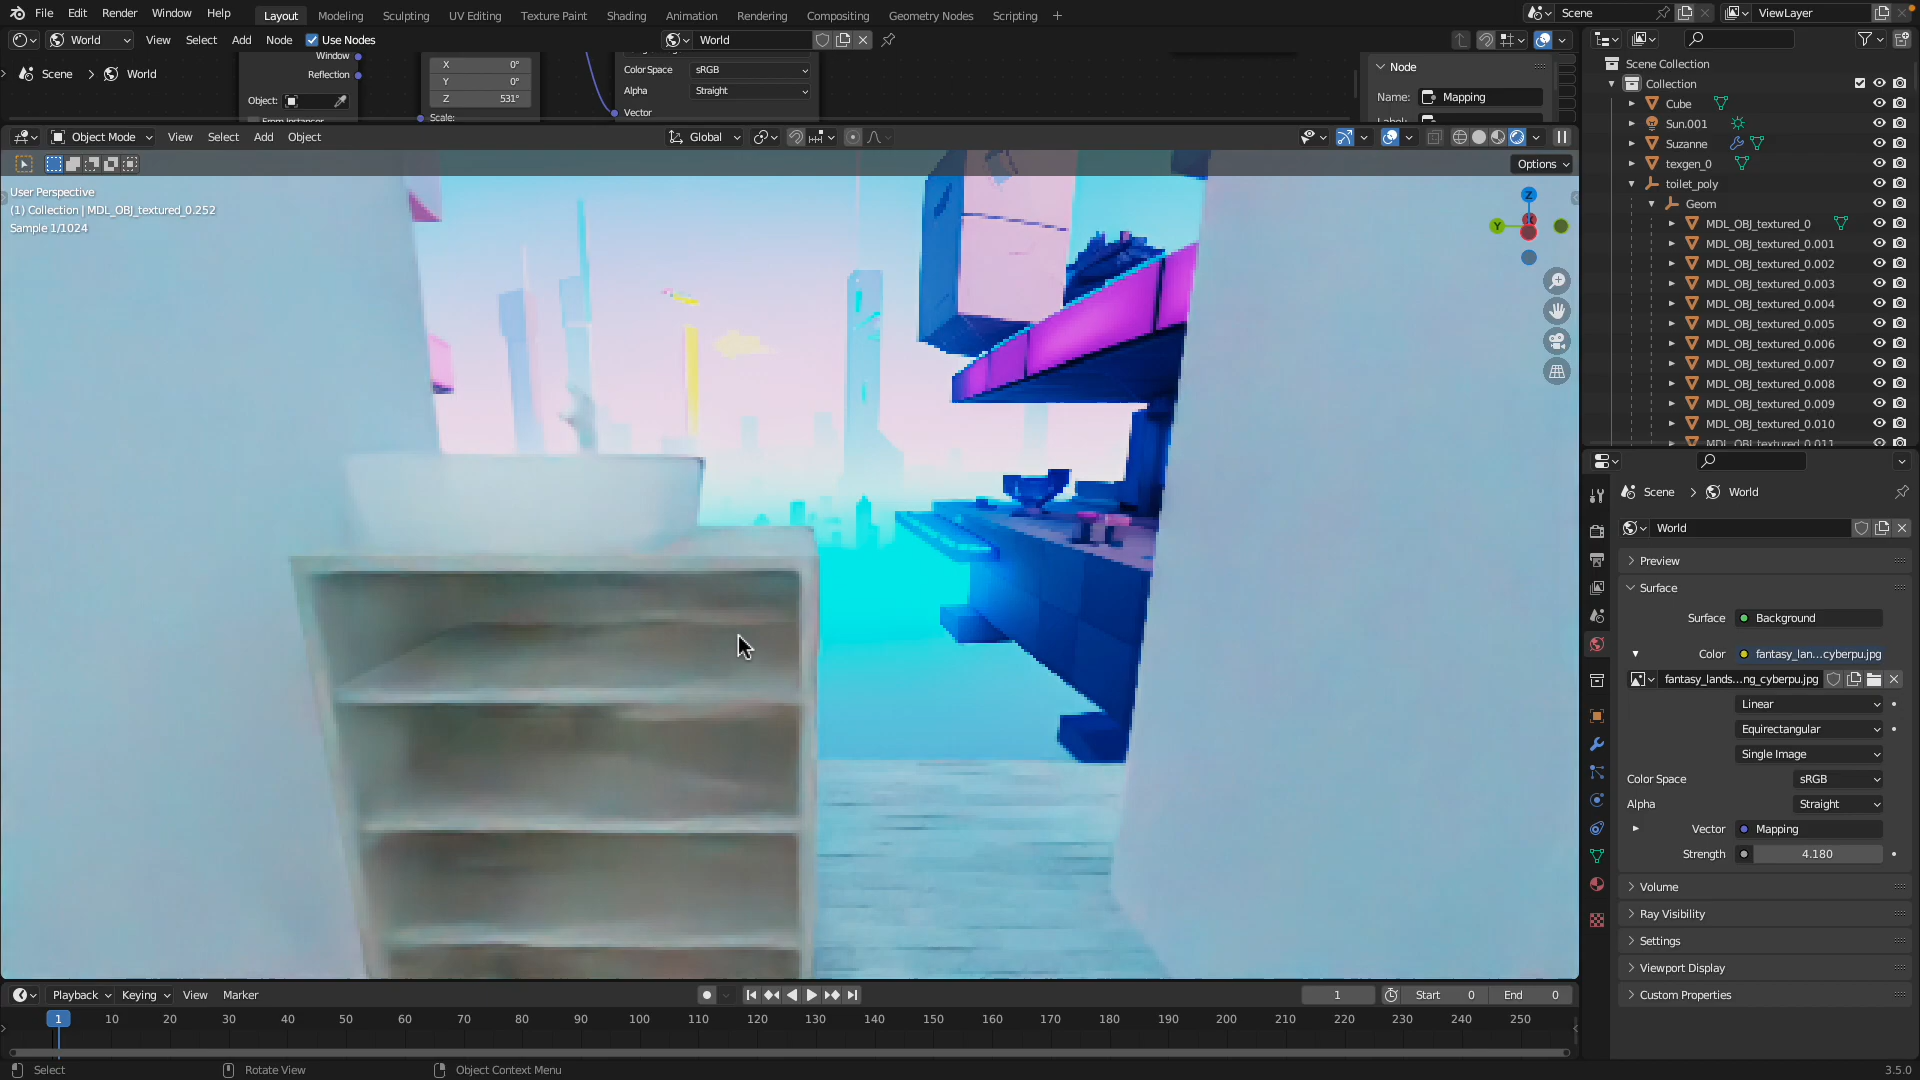 File Edit Render Window Help Layout Modeling Sculpting UV Editing Texture Paint Shading Animation Rendering Compositing Geometry Nodes Scripting + Scene ViewLayer
World View Select Add Node Use Nodes World
Scene > World
Window
Reflection
Object:
X 0°
Y 0°
Z 531°
Scale:
Color Space sRGB
Alpha Straight
Vector
Node
Name: Mapping
Object Mode View Select Add Object Global
Options
User Perspective
(1) Collection | MDL_OBJ_textured_0.252
Sample 1/1024
Z
Y
Scene Collection
Collection
Cube
Sun.001
Suzanne
texgen_0
toilet_poly
Geom
MDL_OBJ_textured_0
MDL_OBJ_textured_0.001
MDL_OBJ_textured_0.002
MDL_OBJ_textured_0.003
MDL_OBJ_textured_0.004
MDL_OBJ_textured_0.005
MDL_OBJ_textured_0.006
MDL_OBJ_textured_0.007
MDL_OBJ_textured_0.008
MDL_OBJ_textured_0.009
MDL_OBJ_textured_0.010
MDL_OBJ_textured_0.011
Scene > World
World
Preview
Surface
Surface Background
Color fantasy_lan...cyberpu.jpg
fantasy_lands...ng_cyberpu.jpg
Linear
Equirectangular
Single Image
Color Space sRGB
Alpha Straight
Vector Mapping
Strength 4.180
Volume
Ray Visibility
Settings
Viewport Display
Custom Properties
Playback Keying View Marker 1 Start 0 End 0
1 10 20 30 40 50 60 70 80 90 100 110 120 130 140 150 160 170 180 190 200 210 220 230 240 250
Select Rotate View Object Context Menu 3.5.0